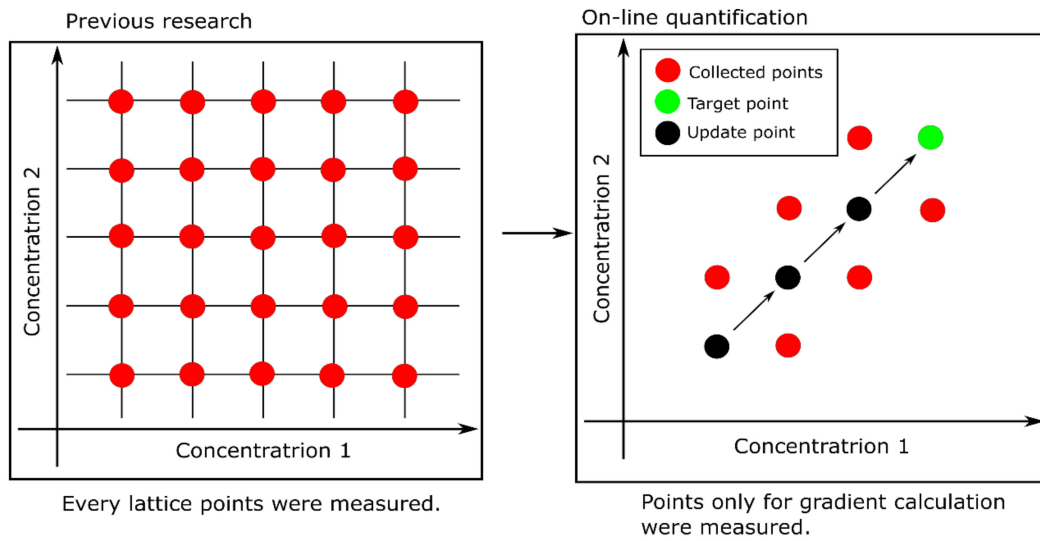 Previous research
Concentratrion 2
Concentratrion 1
Every lattice points were measured.
On-line quantification
Collected points
Target point
Update point
Concentratrion 2
Concentratrion 1
Points only for gradient calculation
were measured.